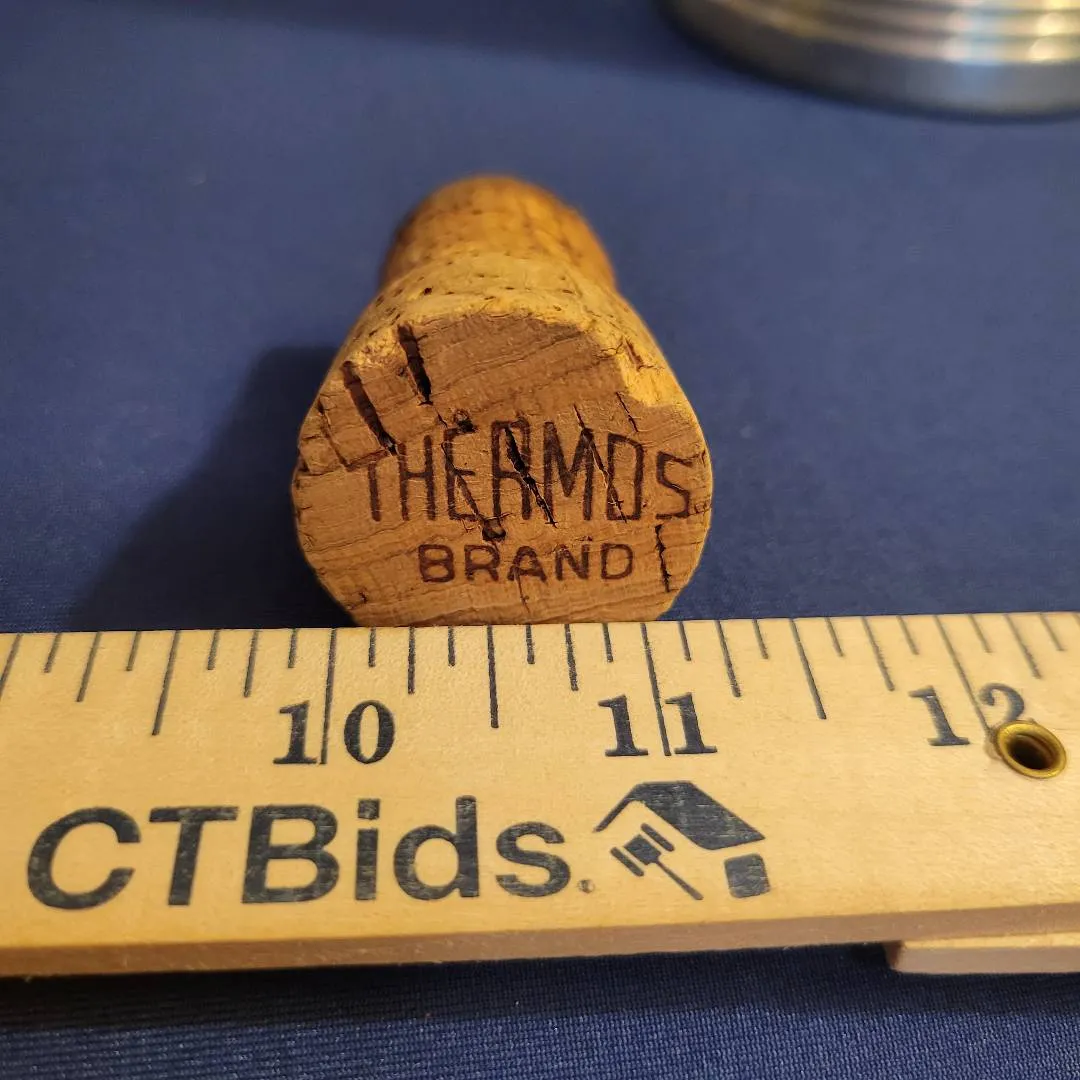 THERMOS
BRAND
10 11 12
CTBids.